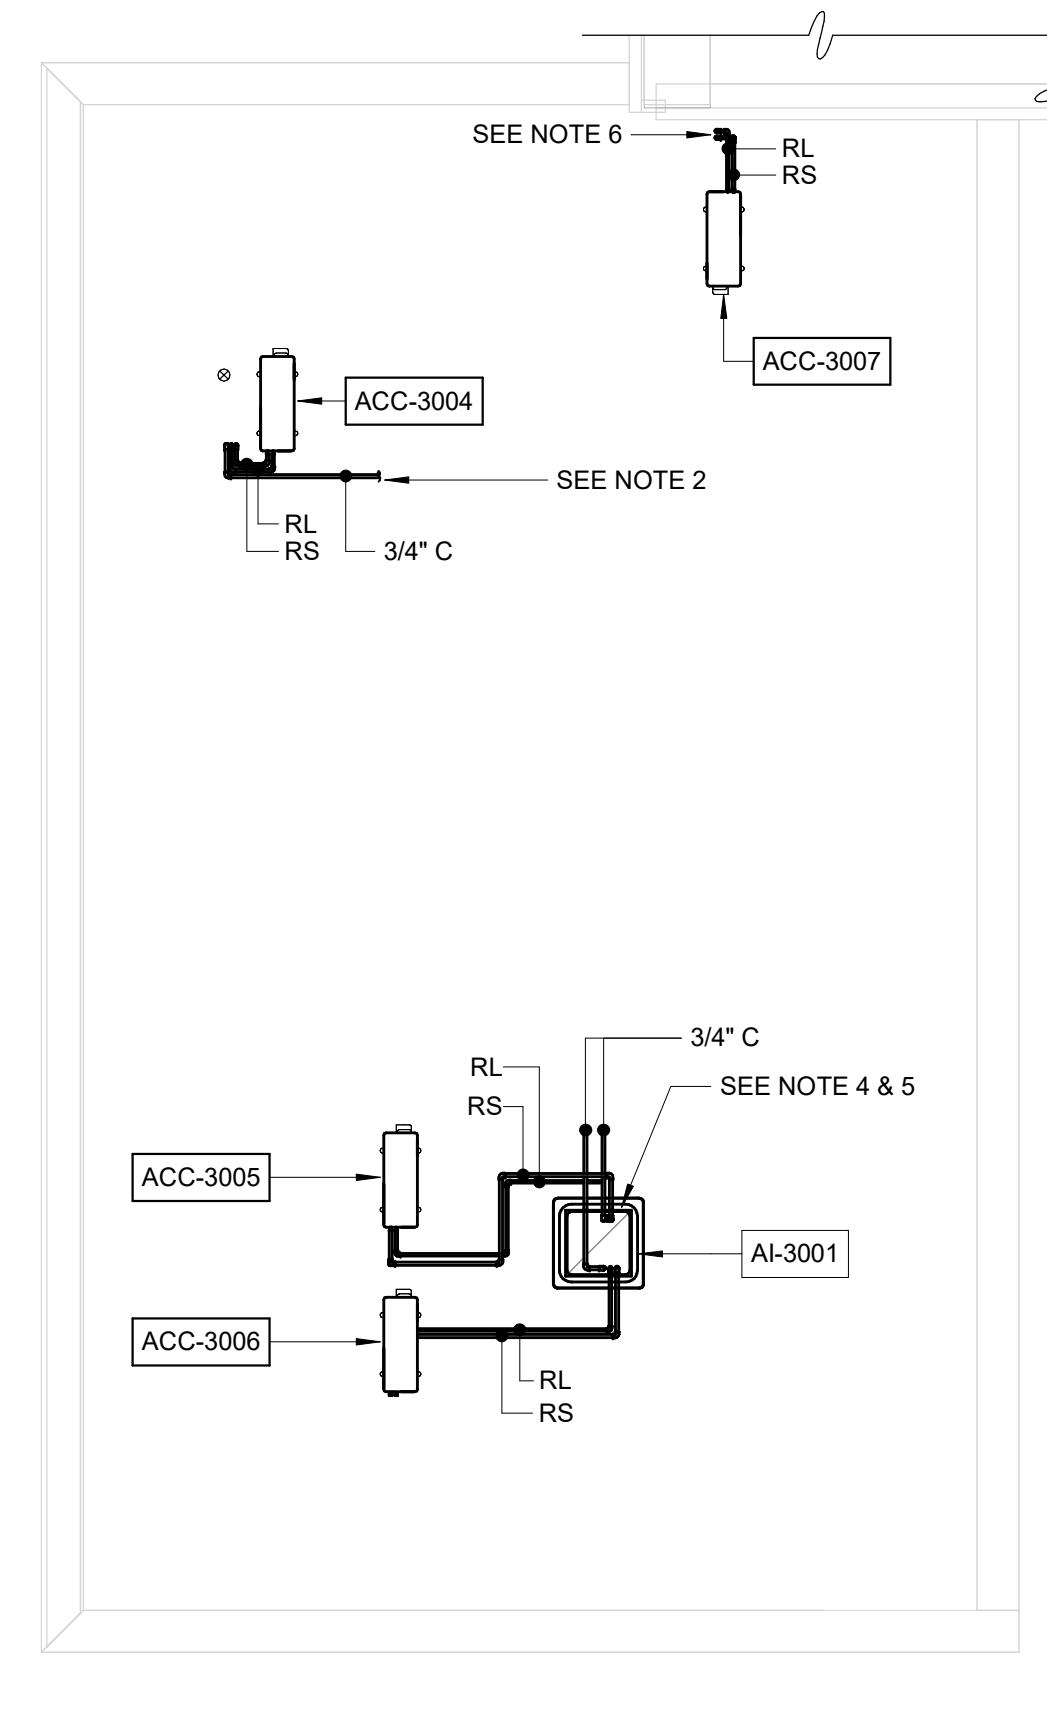 SEE NOTE 6
RL
RS
ACC-3007
ACC-3004
SEE NOTE 2
RL
RS
3/4" C
3/4" C
RL
SEE NOTE 4 & 5
RS
ACC-3005
AI-3001
ACC-3006
RL
RS